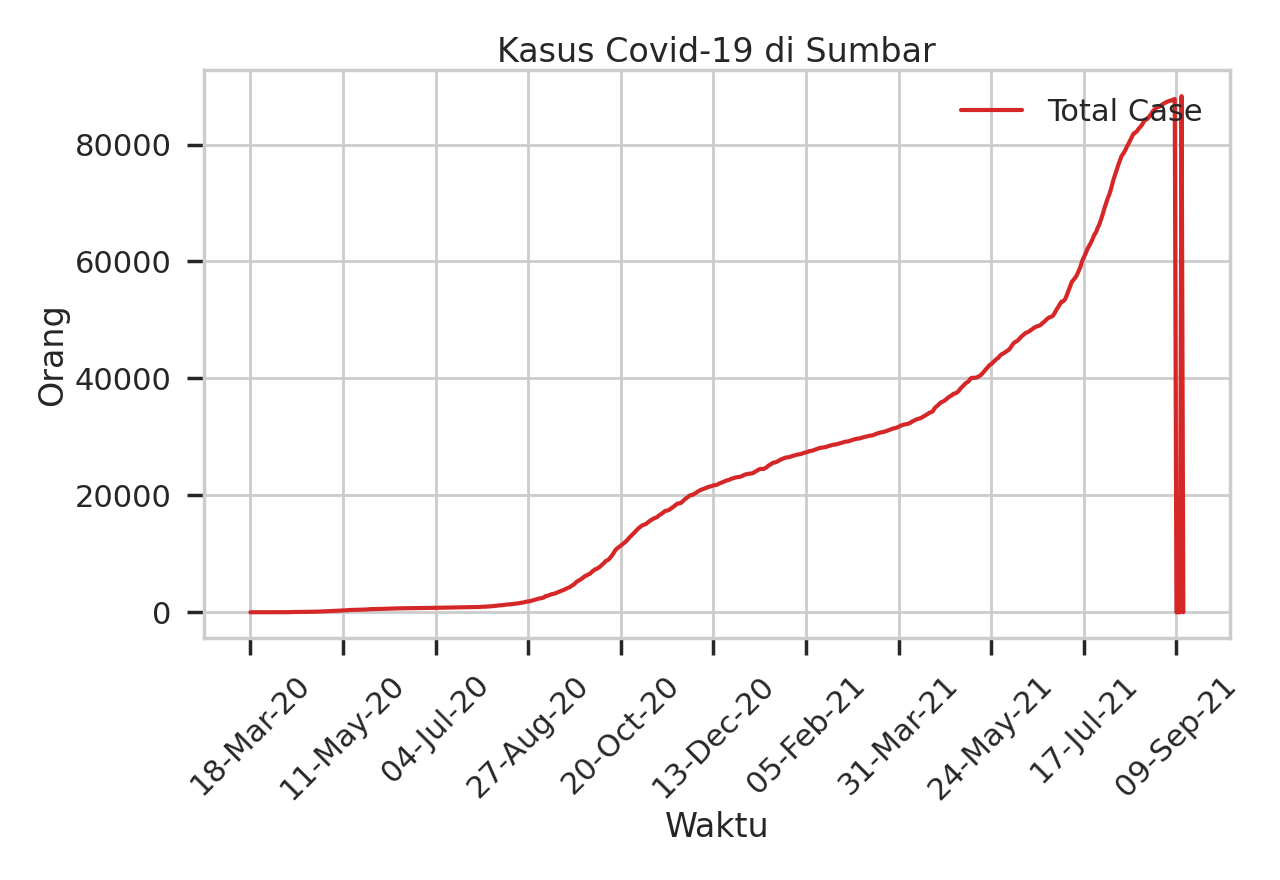 Kasus Covid-19 di Sumbar
Total Case
80000
60000
40000
20000
0
Orang
18-Mar-20
11-May-20
04-Jul-20
27-Aug-20
20-Oct-20
13-Dec-20
05-Feb-21
31-Mar-21
24-May-21
17-Jul-21
09-Sep-21
Waktu